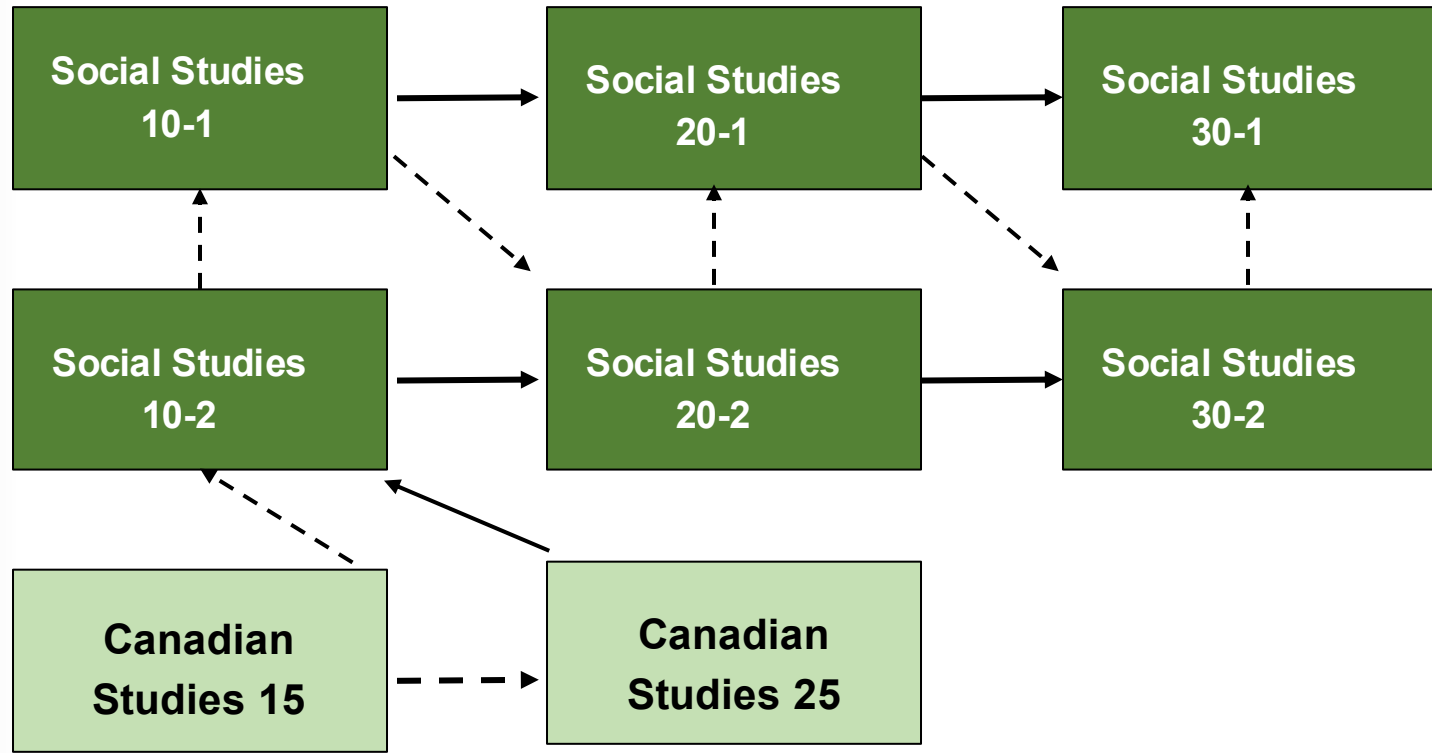 Social Studies
10-1
Social Studies
20-1
Social Studies
30-1
Social Studies
10-2
Social Studies
20-2
Social Studies
30-2
Canadian
Studies 15
Canadian
Studies 25